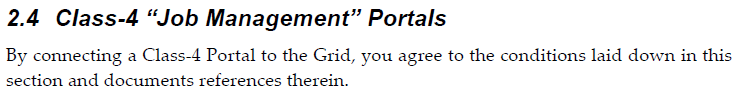 2.4 Class-4 “Job Management” Portals
By connecting a Class-4 Portal to the Grid, you agree to the conditions laid down in this
section and documents references therein.